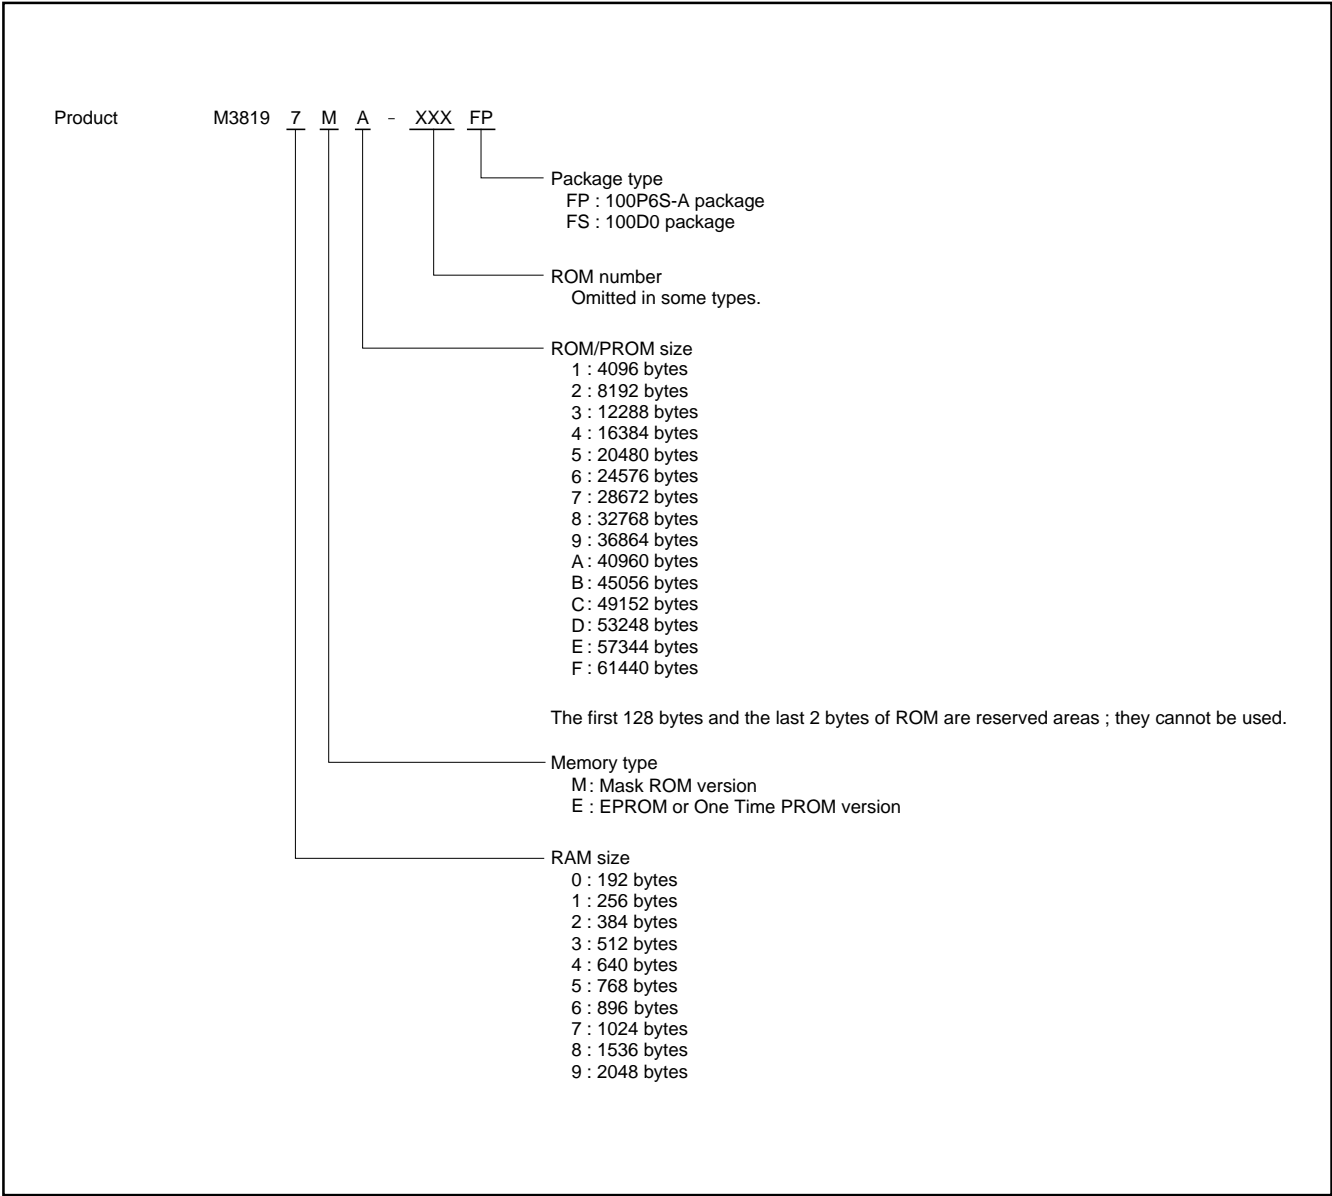 Product M3819 7 M A - XXX FP
Package type
FP : 100P6S-A package
FS : 100D0 package
ROM number
Omitted in some types.
ROM/PROM size
1 : 4096 bytes
2 : 8192 bytes
3 : 12288 bytes
4 : 16384 bytes
5 : 20480 bytes
6 : 24576 bytes
7 : 28672 bytes
8 : 32768 bytes
9 : 36864 bytes
A : 40960 bytes
B : 45056 bytes
C : 49152 bytes
D : 53248 bytes
E : 57344 bytes
F : 61440 bytes
The first 128 bytes and the last 2 bytes of ROM are reserved areas ; they cannot be used.
Memory type
M : Mask ROM version
E : EPROM or One Time PROM version
RAM size
0 : 192 bytes
1 : 256 bytes
2 : 384 bytes
3 : 512 bytes
4 : 640 bytes
5 : 768 bytes
6 : 896 bytes
7 : 1024 bytes
8 : 1536 bytes
9 : 2048 bytes